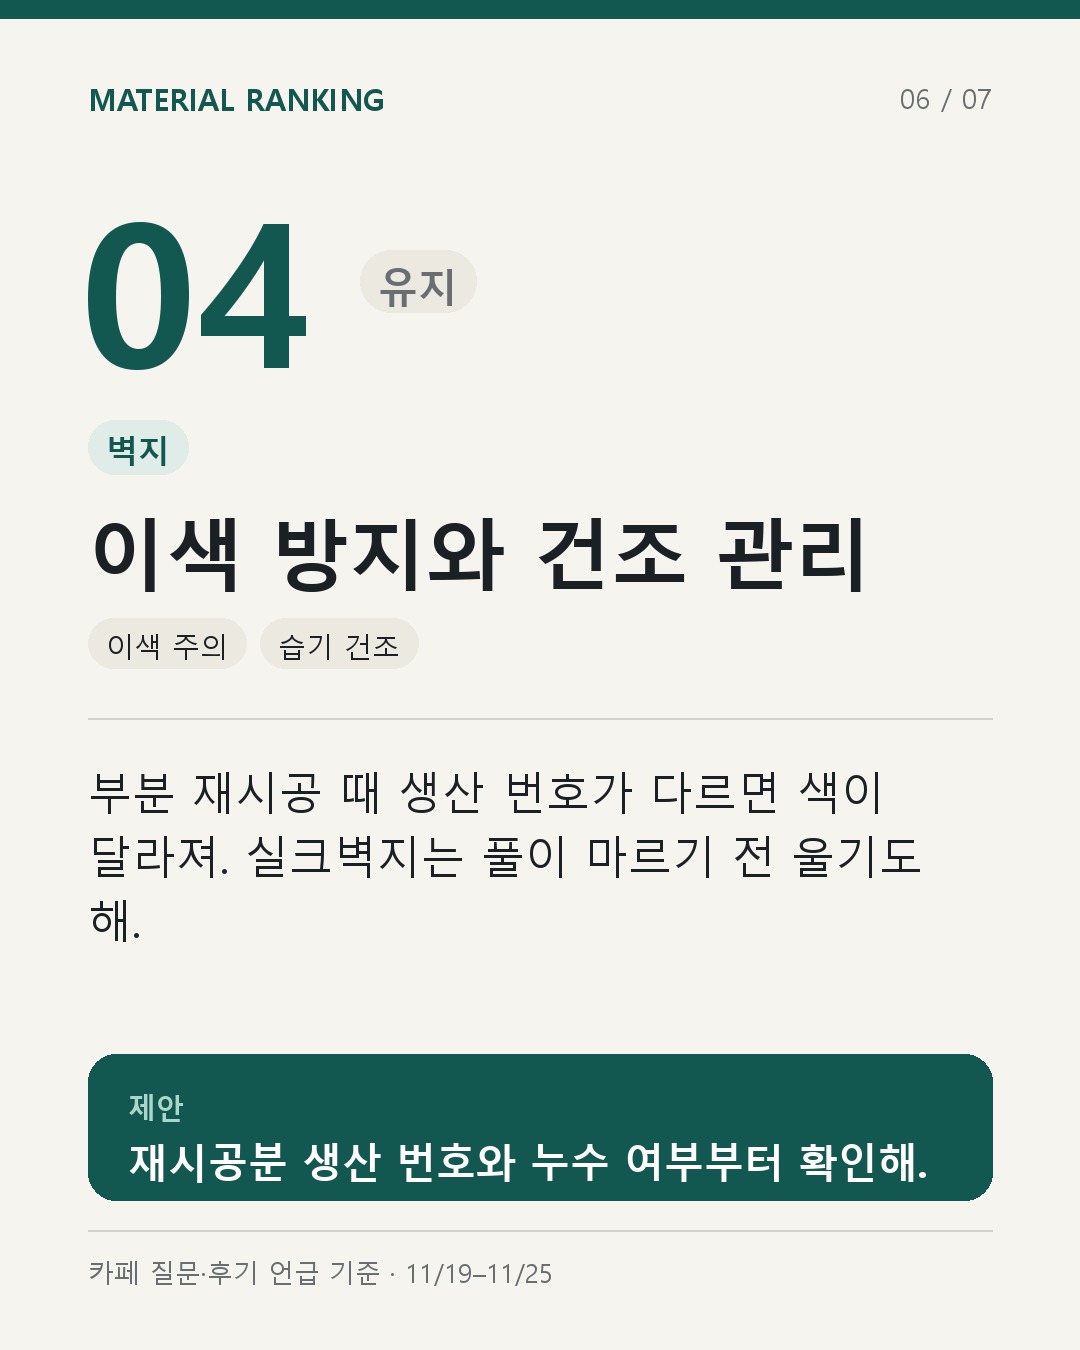 MATERIAL RANKING
06 / 07
04
유지
벽지
이색 방지와 건조 관리
이색 주의
습기 건조
부분 재시공 때 생산 번호가 다르면 색이
달라져. 실크벽지는 풀이 마르기 전 울기도
해.
제안
재시공분 생산 번호와 누수 여부부터 확인해.
카페 질문·후기 언급 기준 · 11/19–11/25